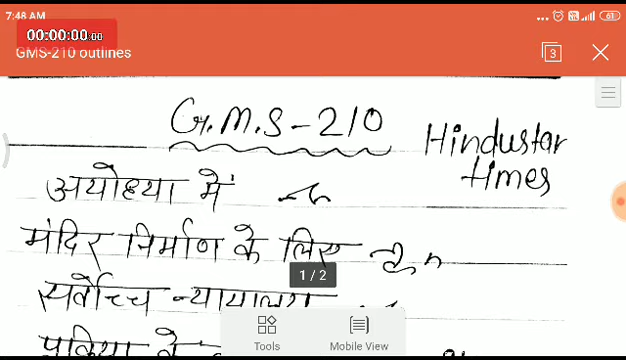 7:48 AM
63
00:00:00:00
GMS-210 outlines
3
G.M.S-210
Hindustan
times
अयोध्या में
मंदिर निर्माण के लिए
1 / 2
सर्वोच्च न्यायालय
के
Tools
Mobile View